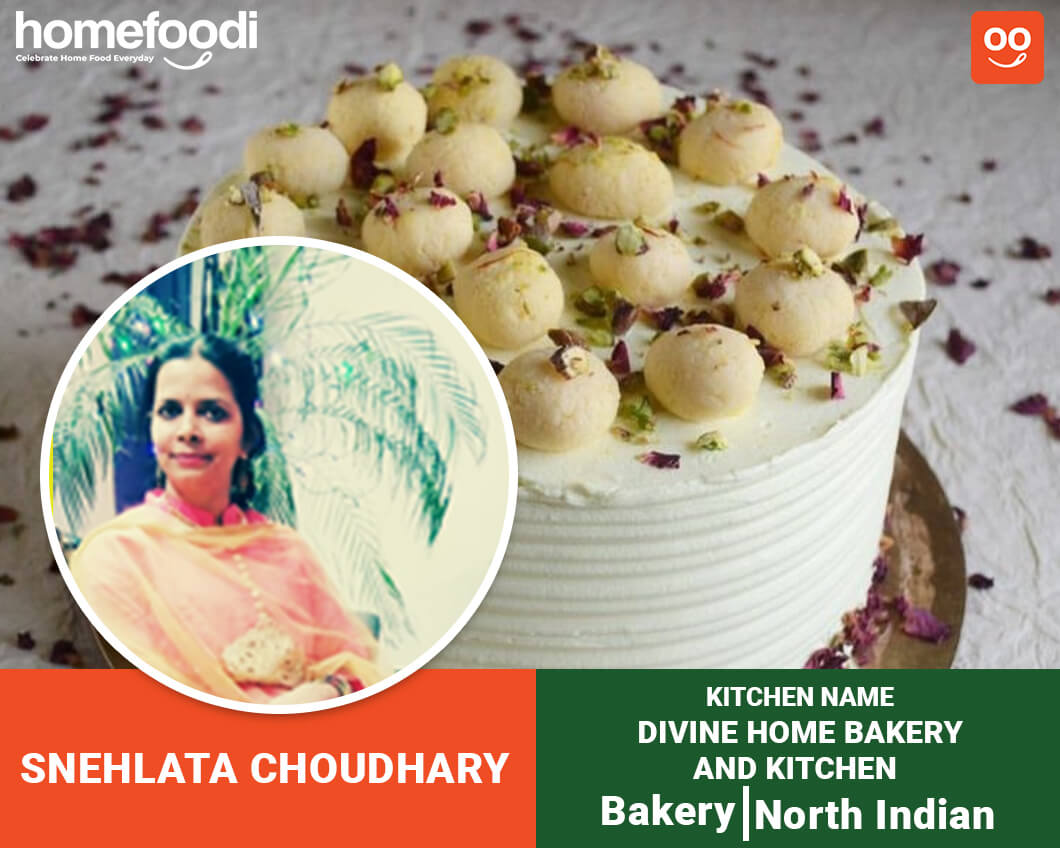 homefoodi
Celebrate Home Food Everyday
SNEHLATA CHOUDHARY
KITCHEN NAME
DIVINE HOME BAKERY
AND KITCHEN
Bakery|North Indian